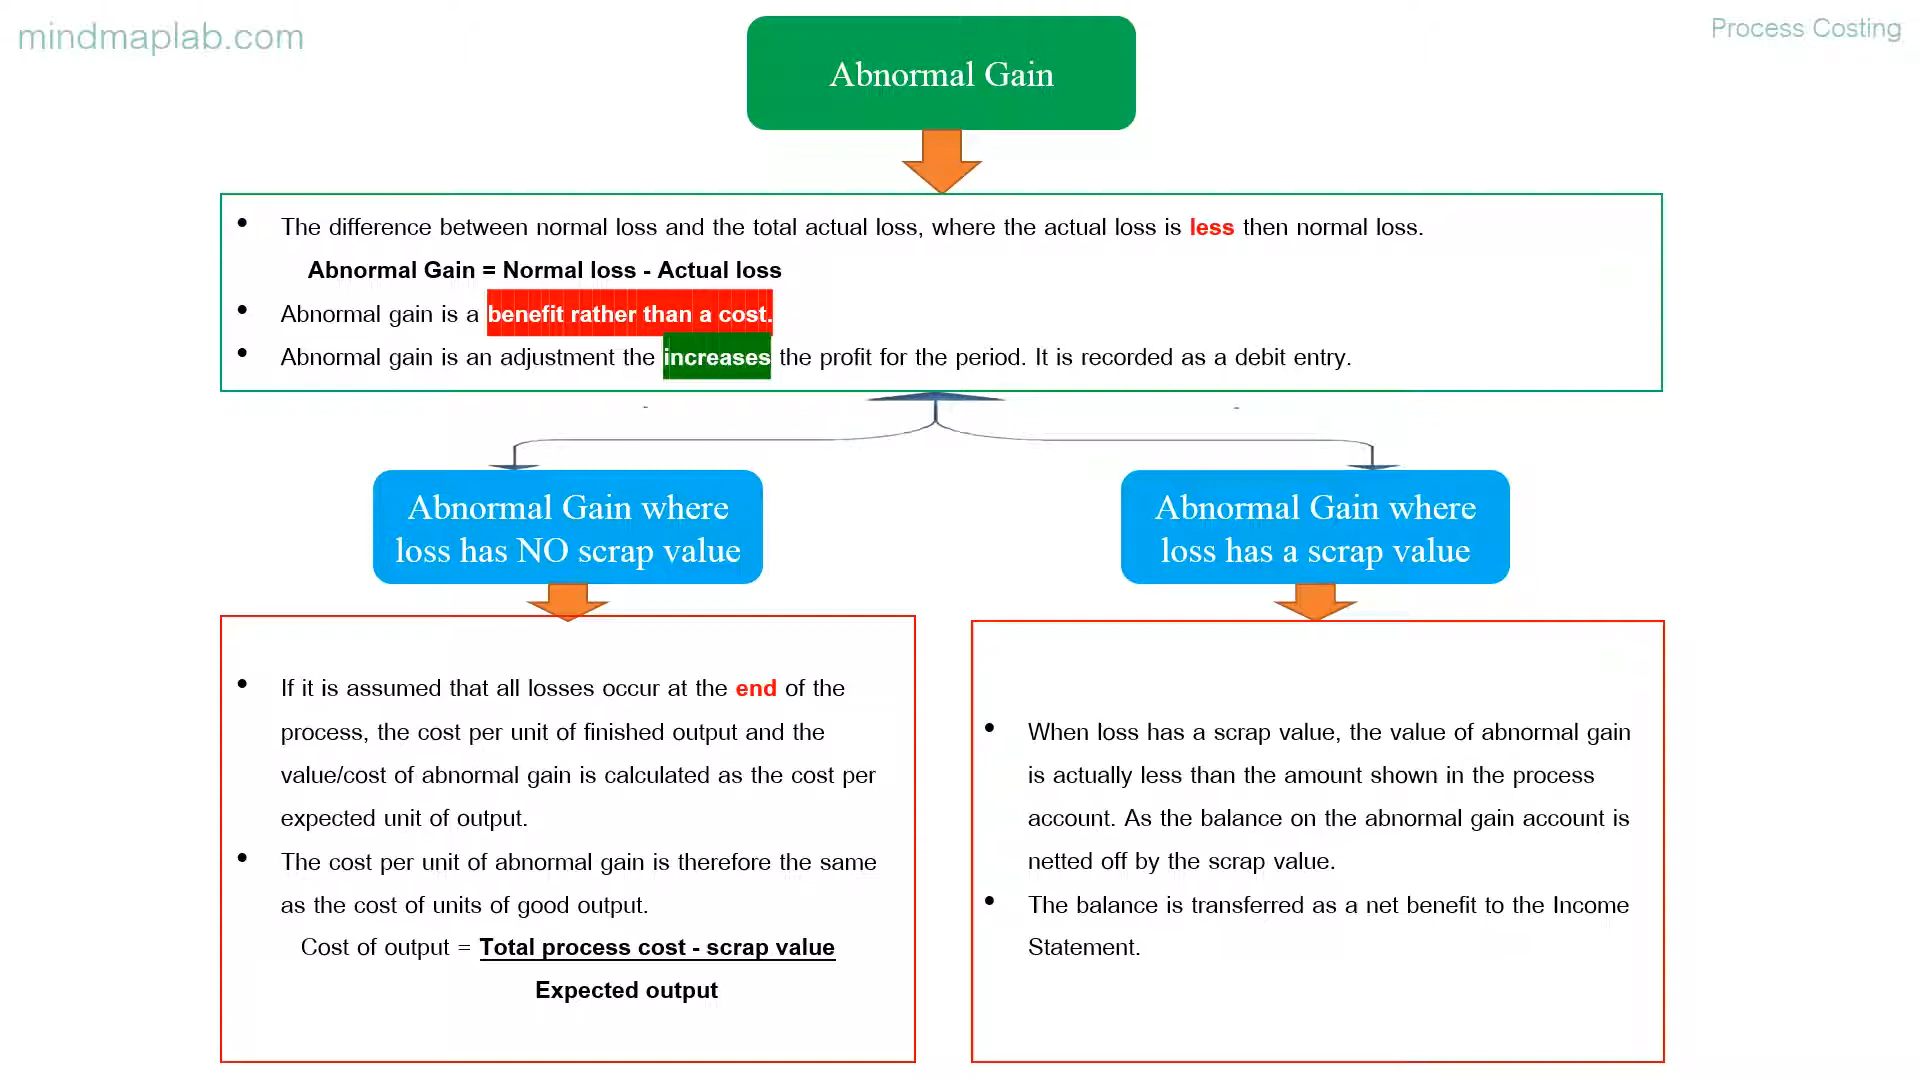 mindmaplab.com
Process Costing
Abnormal Gain
• The difference between normal loss and the total actual loss, where the actual loss is less then normal loss.
Abnormal Gain = Normal loss - Actual loss
• Abnormal gain is a benefit rather than a cost.
• Abnormal gain is an adjustment the increases the profit for the period. It is recorded as a debit entry.
Abnormal Gain where
loss has NO scrap value
• If it is assumed that all losses occur at the end of the
process, the cost per unit of finished output and the
value/cost of abnormal gain is calculated as the cost per
expected unit of output.
• The cost per unit of abnormal gain is therefore the same
as the cost of units of good output.
Cost of output = Total process cost - scrap value
Expected output
Abnormal Gain where
loss has a scrap value
• When loss has a scrap value, the value of abnormal gain
is actually less than the amount shown in the process
account. As the balance on the abnormal gain account is
netted off by the scrap value.
• The balance is transferred as a net benefit to the Income
Statement.